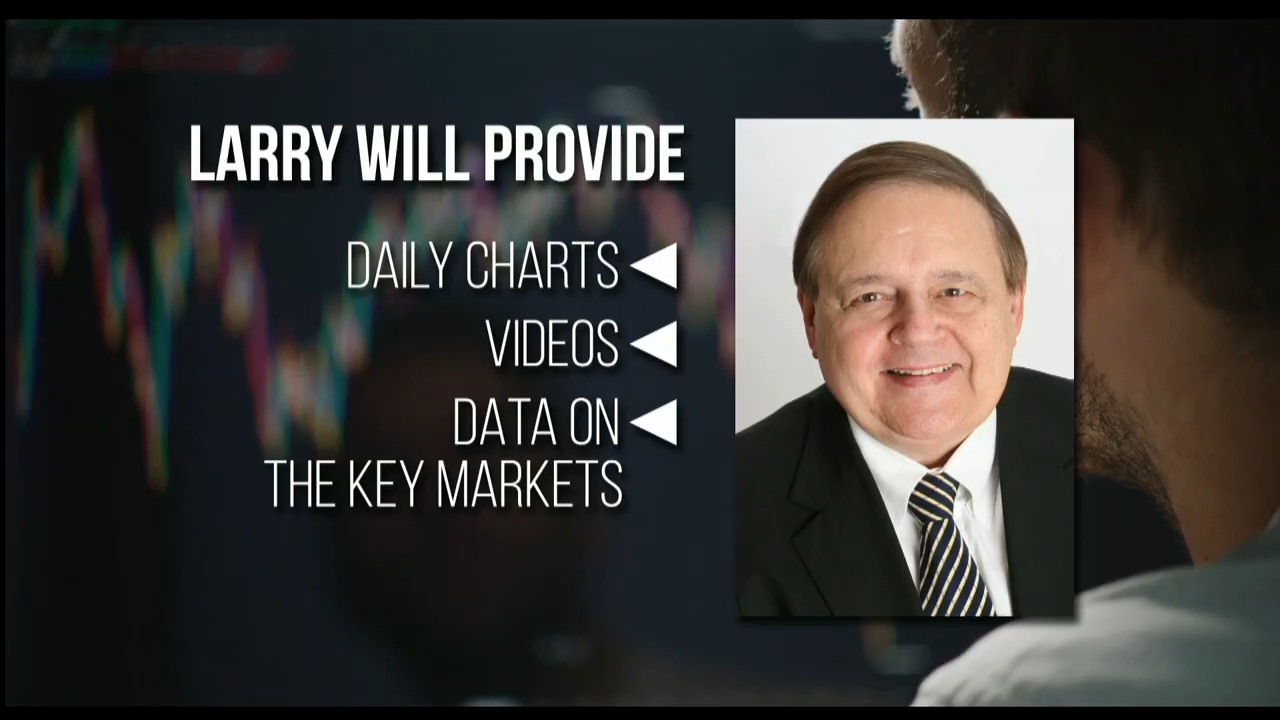 LARRY WILL PROVIDE
DAILY CHARTS
VIDEOS
DATA ON
THE KEY MARKETS